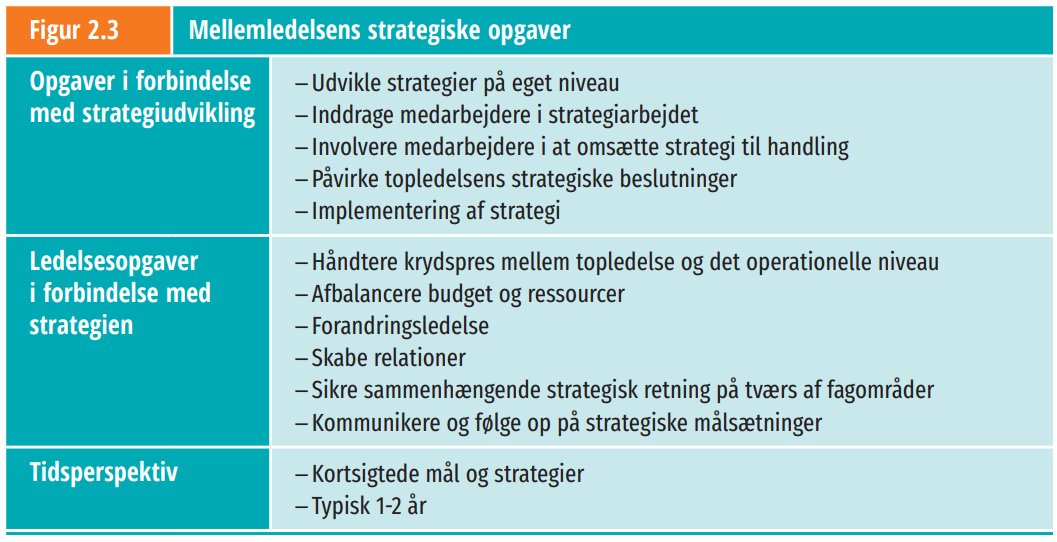 Figur 2.3 Mellemledelsens strategiske opgaver
Opgaver i forbindelse
med strategiudvikling
– Udvikle strategier på eget niveau
– Inddrage medarbejdere i strategiarbejdet
– Involvere medarbejdere i at omsætte strategi til handling
– Påvirke topledelsens strategiske beslutninger
– Implementering af strategi
Ledelsesopgaver
i forbindelse med
strategien
– Håndtere krydspres mellem topledelse og det operationelle niveau
– Afbalancere budget og ressourcer
– Forandringsledelse
– Skabe relationer
– Sikre sammenhængende strategisk retning på tværs af fagområder
– Kommunikere og følge op på strategiske målsætninger
Tidsperspektiv
– Kortsigtede mål og strategier
– Typisk 1-2 år